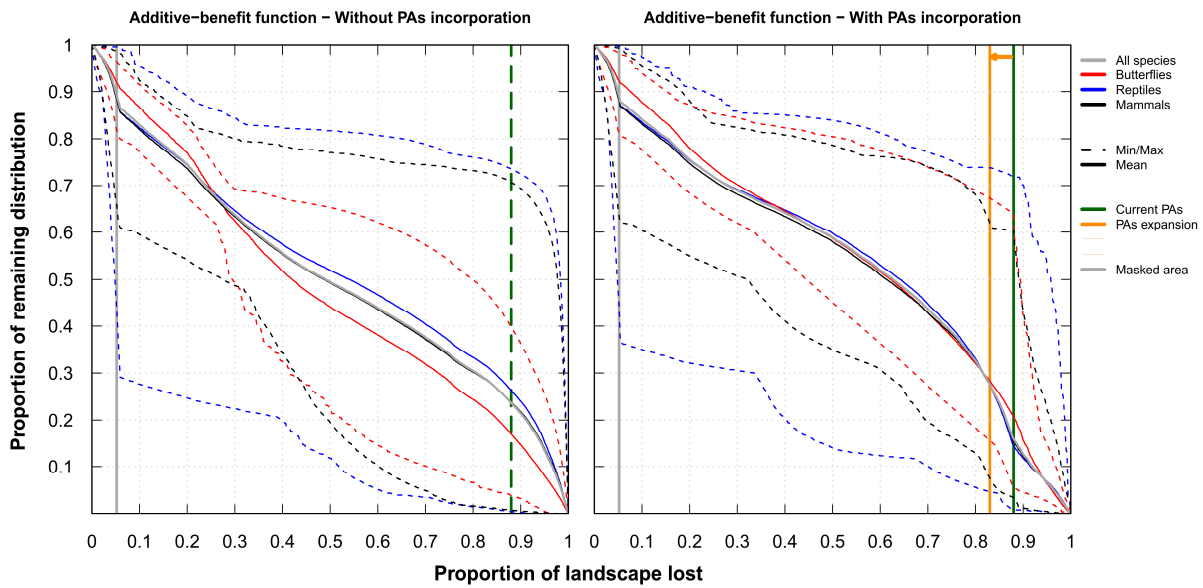 Additive−benefit function − Without PAs incorporation
Additive−benefit function − With PAs incorporation
Proportion of remaining distribution
1
0.9
0.8
0.7
0.6
0.5
0.4
0.3
0.2
0.1
0 0.1 0.2 0.3 0.4 0.5 0.6 0.7 0.8 0.9 1
0 0.1 0.2 0.3 0.4 0.5 0.6 0.7 0.8 0.9 1
Proportion of landscape lost
All species
Butterflies
Reptiles
Mammals
Min/Max
Mean
Current PAs
PAs expansion
Masked area